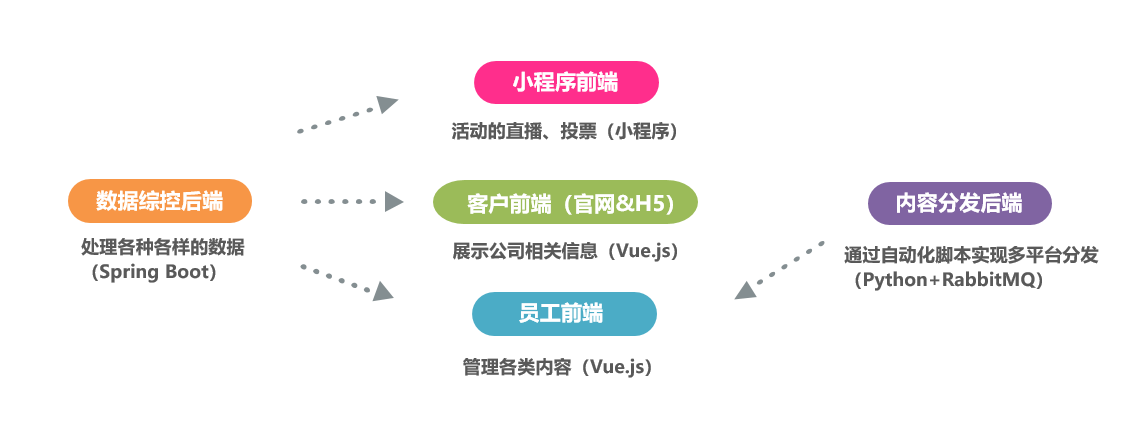 小程序前端
活动的直播、投票（小程序）
数据综控后端
处理各种各样的数据
（Spring Boot）
客户前端（官网&H5）
展示公司相关信息（Vue.js）
内容分发后端
通过自动化脚本实现多平台分发
（Python+RabbitMQ）
员工前端
管理各类内容（Vue.js）